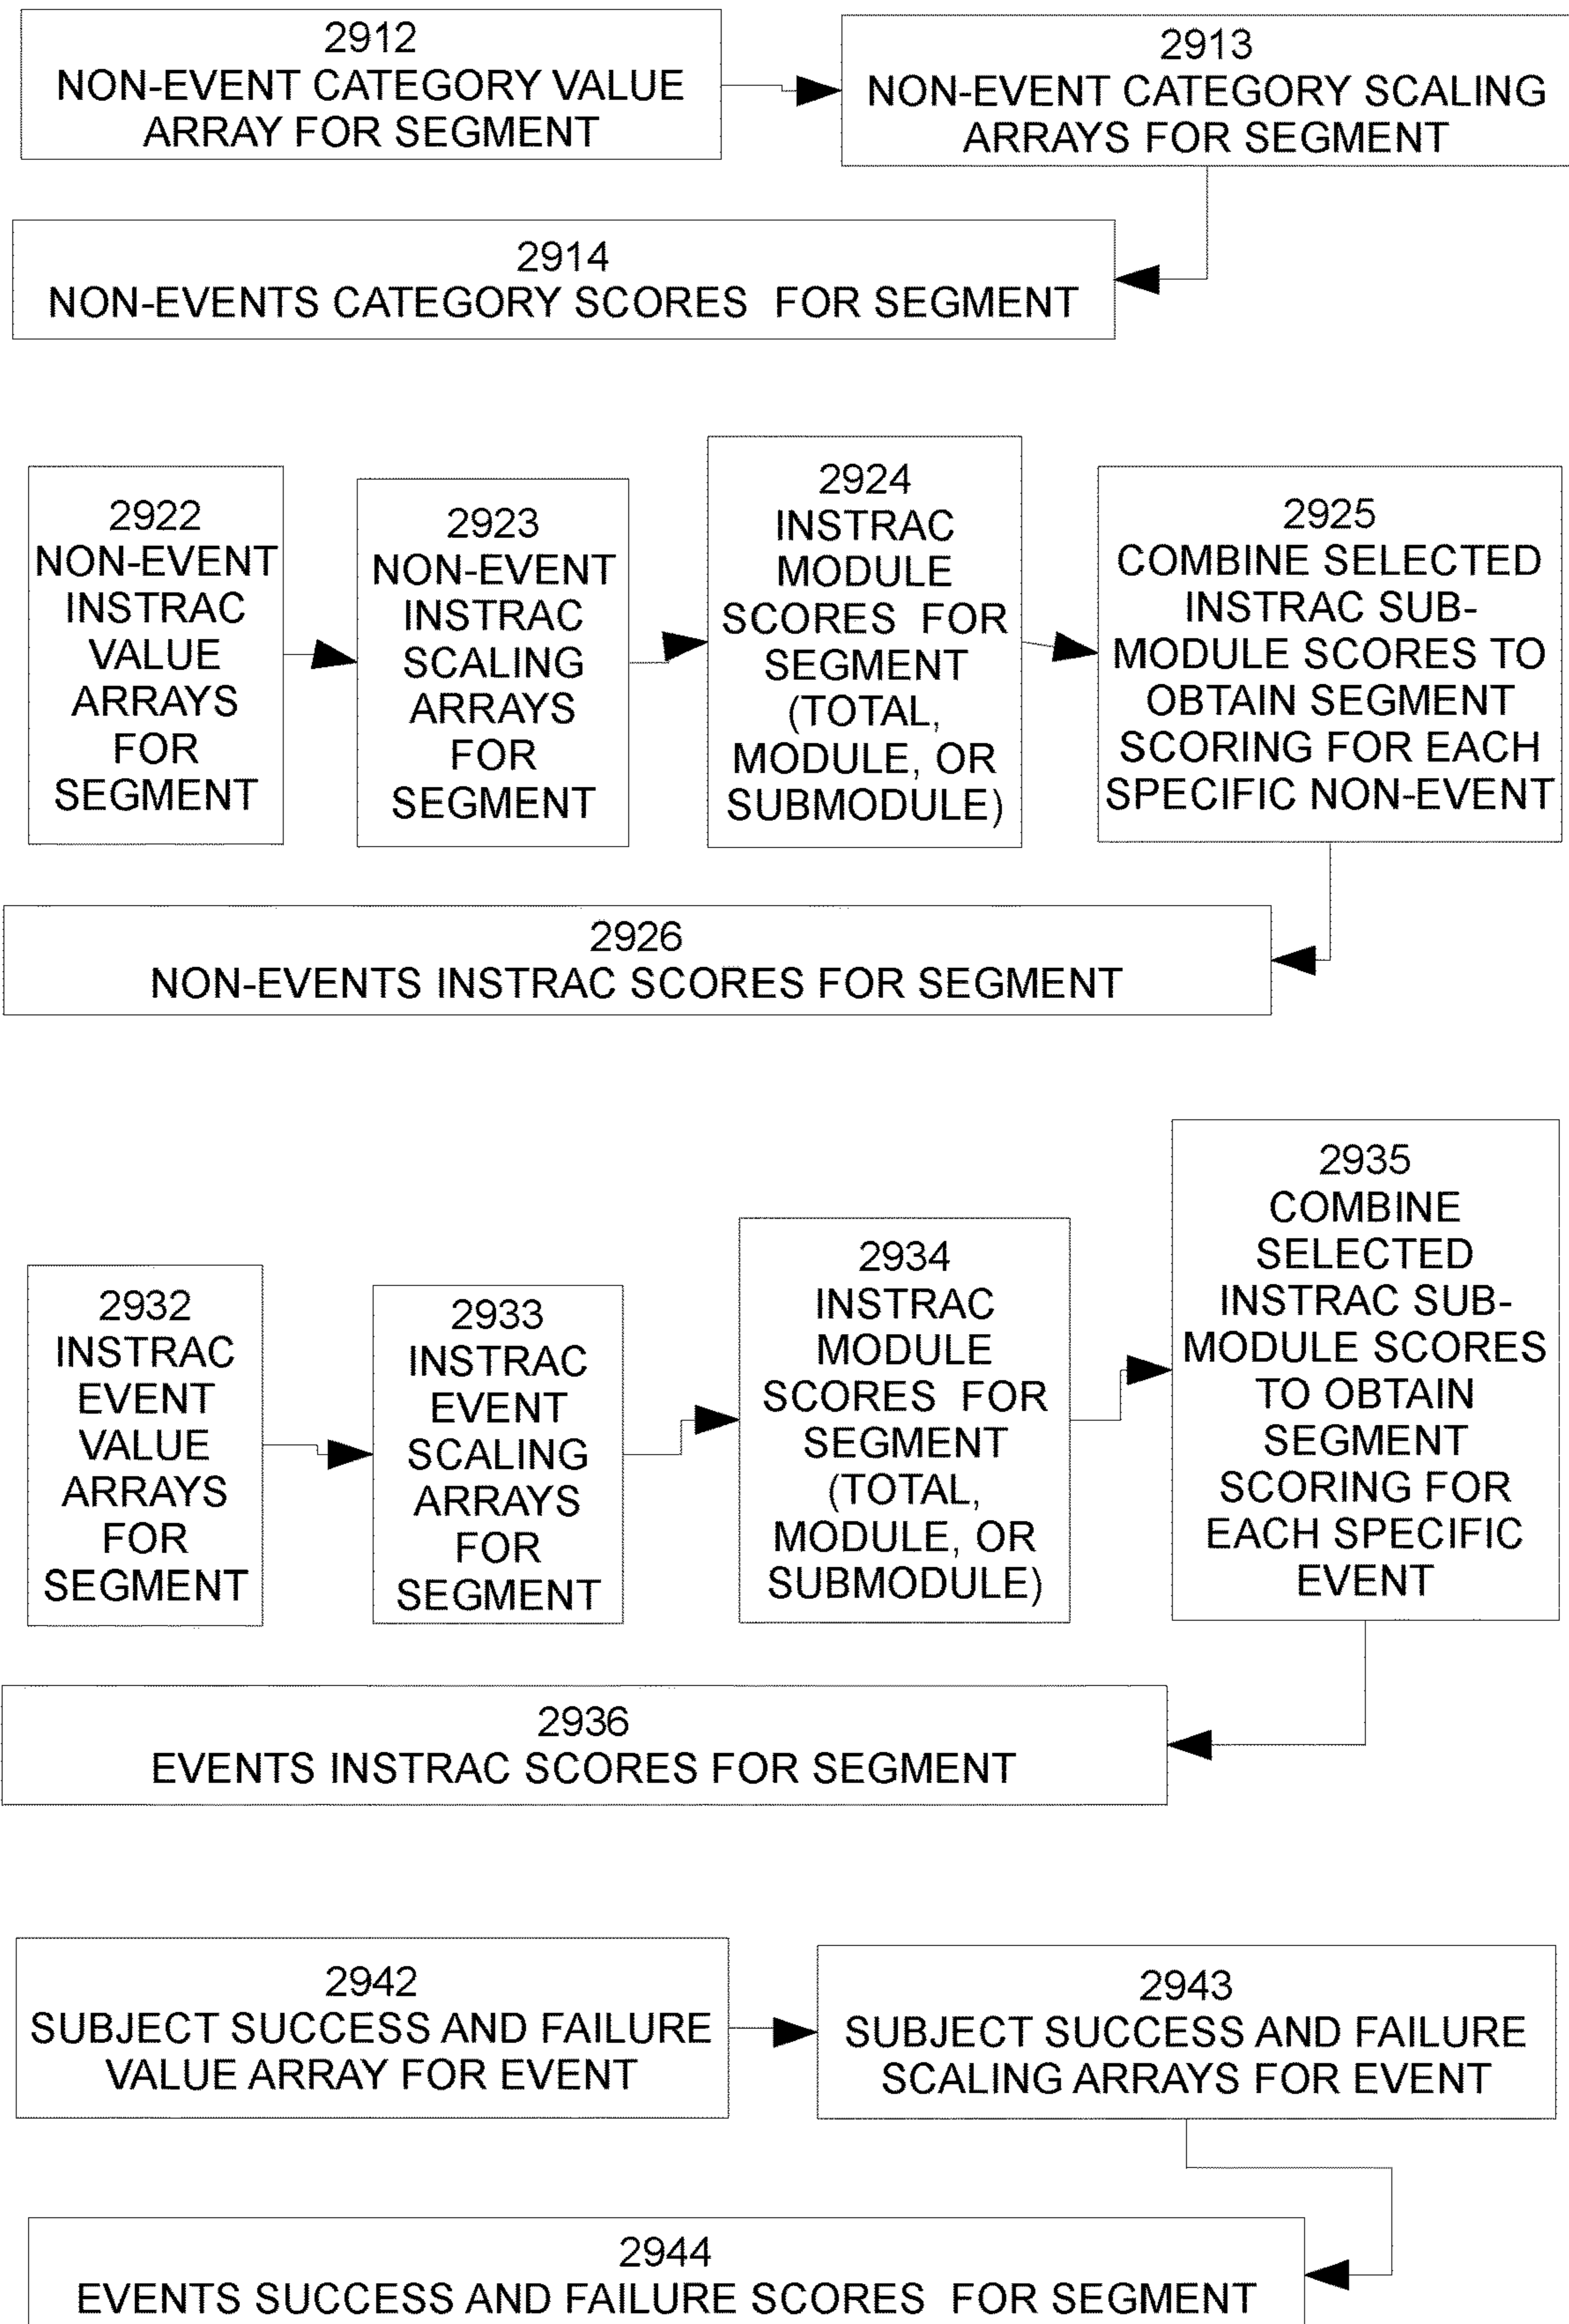 2912
NON-EVENT CATEGORY VALUE
ARRAY FOR SEGMENT
2913
NON-EVENT CATEGORY SCALING
ARRAYS FOR SEGMENT
2914
NON-EVENTS CATEGORY SCORES FOR SEGMENT
2922
NON-EVENT
INSTRAC
VALUE
ARRAYS
FOR
SEGMENT
2923
NON-EVENT
INSTRAC
SCALING
ARRAYS
FOR
SEGMENT
2924
INSTRAC
MODULE
SCORES FOR
SEGMENT
(TOTAL,
MODULE, OR
SUBMODULE)
2925
COMBINE SELECTED
INSTRAC SUB-
MODULE SCORES TO
OBTAIN SEGMENT
SCORING FOR EACH
SPECIFIC NON-EVENT
2926
NON-EVENTS INSTRAC SCORES FOR SEGMENT
2932
INSTRAC
EVENT
VALUE
ARRAYS
FOR
SEGMENT
2933
INSTRAC
EVENT
SCALING
ARRAYS
FOR
SEGMENT
2934
INSTRAC
MODULE
SCORES FOR
SEGMENT
(TOTAL,
MODULE, OR
SUBMODULE)
2935
COMBINE
SELECTED
INSTRAC SUB-
MODULE SCORES
TO OBTAIN
SEGMENT
SCORING FOR
EACH SPECIFIC
EVENT
2936
EVENTS INSTRAC SCORES FOR SEGMENT
2942
SUBJECT SUCCESS AND FAILURE
VALUE ARRAY FOR EVENT
2943
SUBJECT SUCCESS AND FAILURE
SCALING ARRAYS FOR EVENT
2944
EVENTS SUCCESS AND FAILURE SCORES FOR SEGMENT